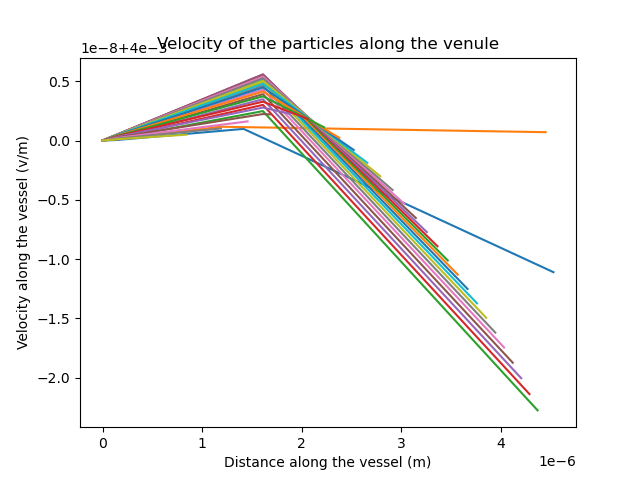 Velocity of the particles along the venule
1e−8+4e−3
0.5
0.0
−0.5
−1.0
−1.5
−2.0
Velocity along the vessel (v/m)
0 1 2 3 4
1e−6
Distance along the vessel (m)